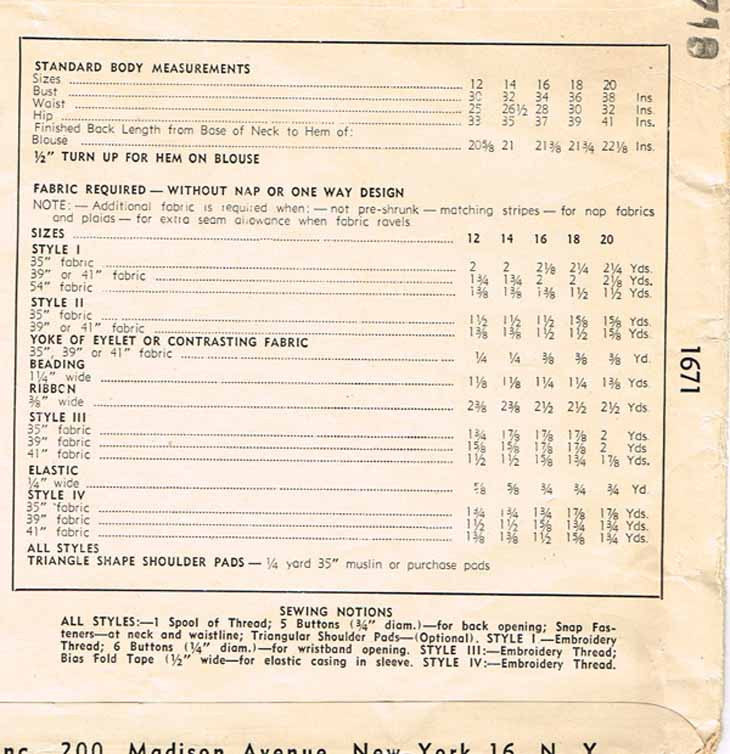 718
STANDARD BODY MEASUREMENTS
Sizes 12 14 16 18 20
Bust 30 32 34 36 38 Ins
Waist 25 26½ 28 30 32 Ins
Hip 33 35 37 39 41 Ins.
Finished Back Length from Base of Neck to Hem of:
Blouse 20⅝ 21 21⅜ 21¾ 22⅛ Ins.
½" TURN UP FOR HEM ON BLOUSE
FABRIC REQUIRED — WITHOUT NAP OR ONE WAY DESIGN
NOTE: — Additional fabric is required when: — not pre-shrunk — matching stripes — for nap fabrics
and plaids — for extra seam allowance when fabric ravels
SIZES 12 14 16 18 20
STYLE I
35" fabric 2 2 2⅛ 2¼ 2¼ Yds.
39" or 41" fabric 1¾ 1¾ 2 2 2⅛ Yds.
54" fabric 1⅜ 1⅜ 1⅜ 1½ 1½ Yds.
STYLE II
35" fabric 1½ 1½ 1½ 1⅝ 1⅝ Yds.
39" or 41" fabric 1⅜ 1⅜ 1½ 1½ 1⅝ Yds.
YOKE OF EYELET OR CONTRASTING FABRIC
35", 39" or 41" fabric ¼ ¼ ⅜ ⅜ ⅜ Yd.
BEADING
1¼" wide 1⅛ 1⅛ 1¼ 1¼ 1⅜ Yds.
RIBBON
⅜" wide 2⅜ 2⅜ 2½ 2½ 2½ Yds.
STYLE III
35" fabric 1¾ 1⅞ 1⅞ 1⅞ 2 Yds
39" fabric 1⅝ 1⅝ 1⅞ 1⅞ 2 Yds
41" fabric 1½ 1½ 1⅝ 1¾ 1⅞ Yds.
ELASTIC
¼" wide ⅝ ⅝ ¾ ¾ ¾ Yd.
STYLE IV
35" fabric 1¾ 1¾ 1¾ 1⅞ 1⅞ Yds.
39" fabric 1½ 1½ 1⅝ 1¾ 1¾ Yds.
41" fabric 1⅜ 1⅜ 1½ 1⅝ 1¾ Yds.
ALL STYLES
TRIANGLE SHAPE SHOULDER PADS — ¼ yard 35" muslin or purchase pads
1671
SEWING NOTIONS
ALL STYLES:—1 Spool of Thread; 5 Buttons (¾" diam.)—for back opening; Snap Fas-
teners—at neck and waistline; Triangular Shoulder Pads—(Optional). STYLE I—Embroidery
Thread; 6 Buttons (¼" diam.)—for wristband opening. STYLE III:—Embroidery Thread;
Bias Fold Tape (½" wide—for elastic casing in sleeve. STYLE IV:—Embroidery Thread.
nc., 200 Madison Avenue, New York 16, N. Y.